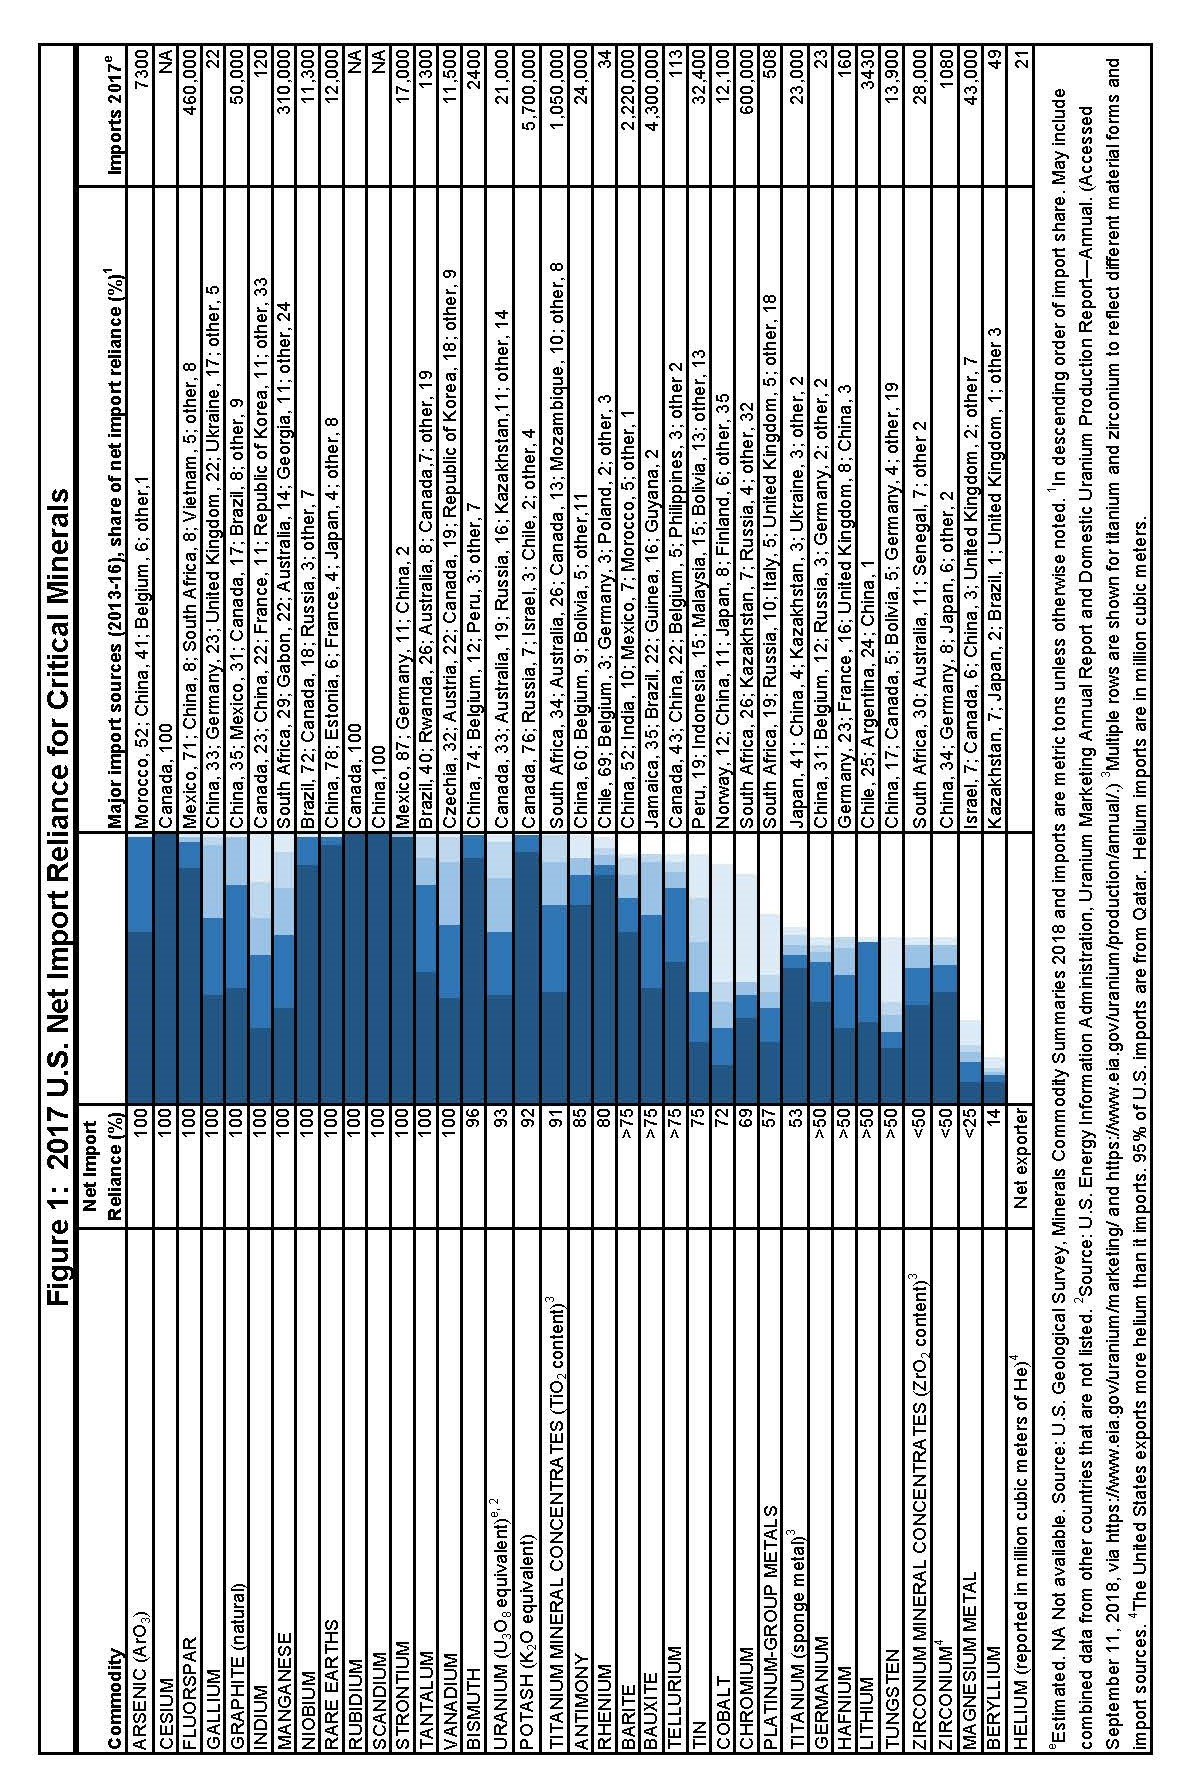 Figure 1: 2017 U.S. Net Import Reliance for Critical Minerals
Commodity Net Import Reliance (%) Major import sources (2013-16), share of net import reliance (%)1 Imports 2017e
ARSENIC (ArO3) 100 Morocco, 52; China, 41; Belgium, 6; other,1 7300
CESIUM 100 Canada, 100 NA
FLUORSPAR 100 Mexico, 71; China, 8; South Africa, 8; Vietnam, 5; other, 8 460,000
GALLIUM 100 China, 33; Germany, 23; United Kingdom, 22; Ukraine, 17; other, 5 22
GRAPHITE (natural) 100 China, 35; Mexico, 31; Canada, 17; Brazil, 8; other, 9 50,000
INDIUM 100 Canada, 23; China, 22; France, 11; Republic of Korea, 11; other, 33 120
MANGANESE 100 South Africa, 29; Gabon, 22; Australia, 14; Georgia, 11; other, 24 310,000
NIOBIUM 100 Brazil, 72; Canada, 18; Russia, 3; other, 7 11,300
RARE EARTHS 100 China, 78; Estonia, 6; France, 4; Japan, 4; other, 8 12,000
RUBIDIUM 100 Canada, 100 NA
SCANDIUM 100 China,100 NA
STRONTIUM 100 Mexico, 87; Germany, 11; China, 2 17,000
TANTALUM 100 Brazil, 40; Rwanda, 26; Australia, 8; Canada,7; other, 19 1300
VANADIUM 100 Czechia, 32; Austria, 22; Canada, 19; Republic of Korea, 18; other, 9 11,500
BISMUTH 96 China, 74; Belgium, 12; Peru, 3; other, 7 2400
URANIUM (U3O8 equivalent)e, 2 93 Canada, 33; Australia, 19; Russia, 16; Kazakhstan,11; other, 14 21,000
POTASH (K2O equivalent) 92 Canada, 76; Russia, 7; Israel, 3; Chile, 2; other, 4 5,700,000
TITANIUM MINERAL CONCENTRATES (TiO2 content)3 91 South Africa, 34; Australia, 26; Canada, 13; Mozambique, 10; other, 8 1,050,000
ANTIMONY 85 China, 60; Belgium, 9; Bolivia, 5; other,11 24,000
RHENIUM 80 Chile, 69; Belgium, 3; Germany, 3; Poland, 2; other, 3 34
BARITE >75 China, 52; India, 10; Mexico, 7; Morocco, 5; other, 1 2,220,000
BAUXITE >75 Jamaica, 35; Brazil, 22; Guinea, 16; Guyana, 2 4,300,000
TELLURIUM >75 Canada, 43; China, 22; Belgium, 5; Philippines, 3; other 2 113
TIN 75 Peru, 19; Indonesia, 15; Malaysia, 15; Bolivia, 13; other, 13 32,400
COBALT 72 Norway, 12; China, 11; Japan, 8; Finland, 6; other, 35 12,100
CHROMIUM 69 South Africa, 26; Kazakhstan, 7; Russia, 4; other, 32 600,000
PLATINUM-GROUP METALS 57 South Africa, 19; Russia, 10; Italy, 5; United Kingdom, 5; other, 18 508
TITANIUM (sponge metal)3 53 Japan, 41; China, 4; Kazakhstan, 3; Ukraine, 3; other, 2 23,000
GERMANIUM >50 China, 31; Belgium, 12; Russia, 3; Germany, 2; other, 2 23
HAFNIUM >50 Germany, 23; France, 16; United Kingdom, 8; China, 3 160
LITHIUM >50 Chile, 25; Argentina, 24; China, 1 3430
TUNGSTEN >50 China, 17; Canada, 5; Bolivia, 5; Germany, 4; other, 19 13,900
ZIRCONIUM MINERAL CONCENTRATES (ZrO2 content)3 <50 South Africa, 30; Australia, 11; Senegal, 7; other 2 28,000
ZIRCONIUM4 <50 China, 34; Germany, 8; Japan, 6; other, 2 1080
MAGNESIUM METAL <25 Israel, 7; Canada, 6; China, 3; United Kingdom, 2; other, 7 43,000
BERYLLIUM 14 Kazakhstan, 7; Japan, 2; Brazil, 1; United Kingdom, 1; other 3 49
HELIUM (reported in million cubic meters of He)4 Net exporter 21
eEstimated. NA Not available. Source: U.S. Geological Survey, Minerals Commodity Summaries 2018 and imports are metric tons unless otherwise noted. 1In descending order of import share. May include
combined data from other countries that are not listed. 2Source: U.S. Energy Information Administration, Uranium Marketing Annual Report and Domestic Uranium Production Report—Annual. (Accessed
September 11, 2018, via https://www.eia.gov/uranium/marketing/ and https://www.eia.gov/uranium/production/annual/.) 3Multiple rows are shown for titanium and zirconium to reflect different material forms and
import sources. 4The United States exports more helium than it imports. 95% of U.S. imports are from Qatar. Helium imports are in million cubic meters.